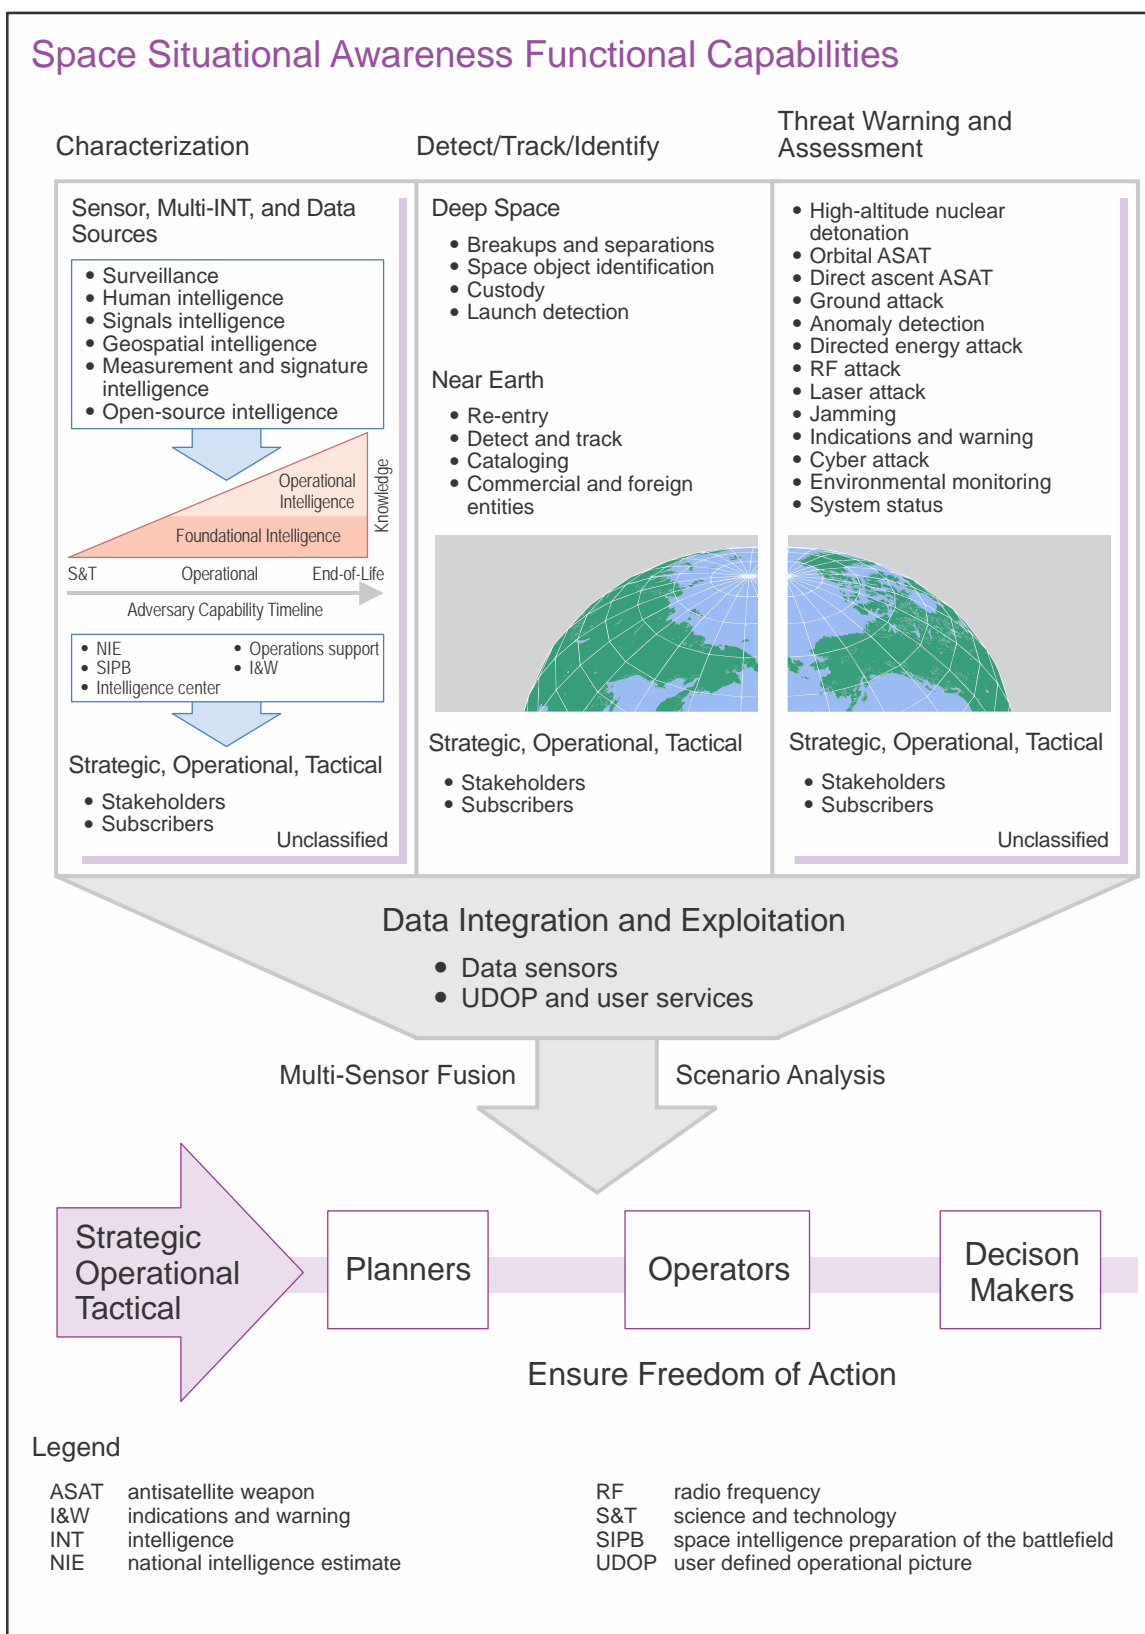 Space Situational Awareness Functional Capabilities
Characterization
Sensor, Multi-INT, and Data
Sources
• Surveillance
• Human intelligence
• Signals intelligence
• Geospatial intelligence
• Measurement and signature
intelligence
• Open-source intelligence
Operational
Intelligence
Foundational Intelligence
Knowledge
S&T Operational End-of-Life
Adversary Capability Timeline
• NIE
• SIPB
• Intelligence center
• Operations support
• I&W
Strategic, Operational, Tactical
• Stakeholders
• Subscribers
Unclassified
Detect/Track/Identify
Deep Space
• Breakups and separations
• Space object identification
• Custody
• Launch detection
Near Earth
• Re-entry
• Detect and track
• Cataloging
• Commercial and foreign
entities
Strategic, Operational, Tactical
• Stakeholders
• Subscribers
Threat Warning and
Assessment
• High-altitude nuclear
detonation
• Orbital ASAT
• Direct ascent ASAT
• Ground attack
• Anomaly detection
• Directed energy attack
• RF attack
• Laser attack
• Jamming
• Indications and warning
• Cyber attack
• Environmental monitoring
• System status
Strategic, Operational, Tactical
• Stakeholders
• Subscribers
Unclassified
Data Integration and Exploitation
• Data sensors
• UDOP and user services
Multi-Sensor Fusion
Scenario Analysis
Strategic
Operational
Tactical
Planners
Operators
Decison
Makers
Ensure Freedom of Action
Legend
ASAT antisatellite weapon
I&W indications and warning
INT intelligence
NIE national intelligence estimate
RF radio frequency
S&T science and technology
SIPB space intelligence preparation of the battlefield
UDOP user defined operational picture